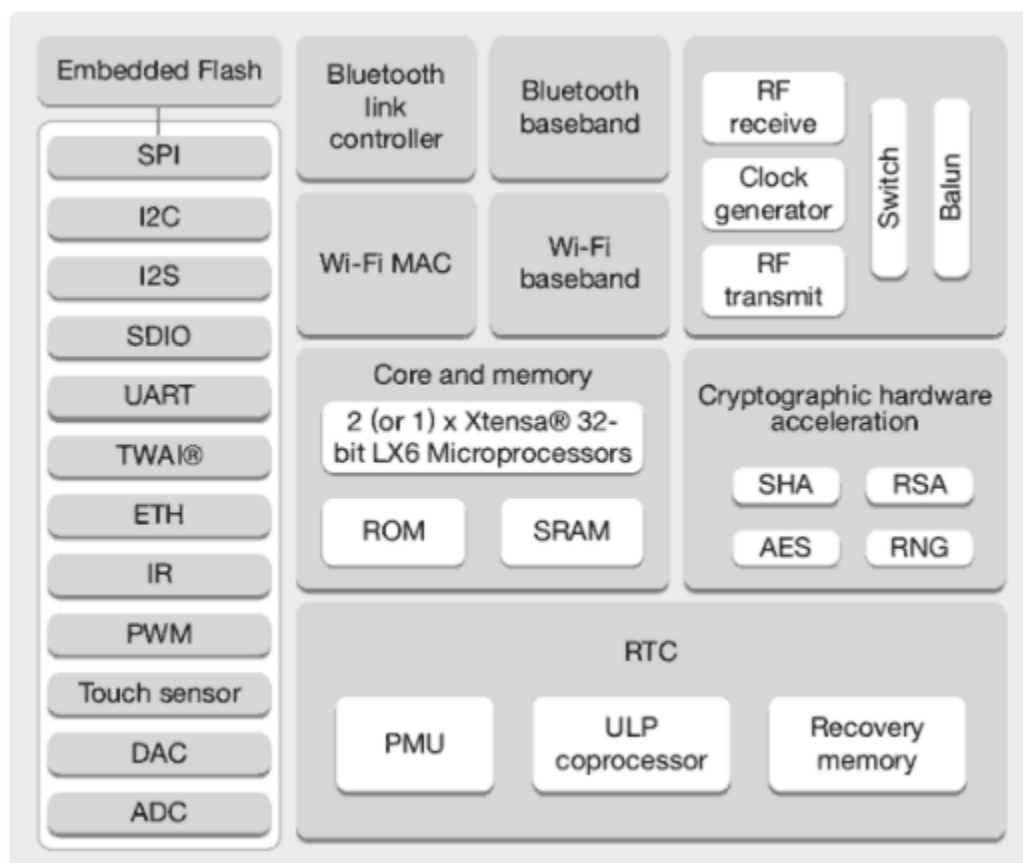 Embedded Flash
SPI
I2C
I2S
SDIO
UART
TWAI®
ETH
IR
PWM
Touch sensor
DAC
ADC
Bluetooth
link
controller
Bluetooth
baseband
Wi-Fi MAC
Wi-Fi
baseband
RF
receive
Clock
generator
RF
transmit
Switch
Balun
Core and memory
2 (or 1) x Xtensa® 32-
bit LX6 Microprocessors
ROM
SRAM
Cryptographic hardware
acceleration
SHA
RSA
AES
RNG
RTC
PMU
ULP
coprocessor
Recovery
memory